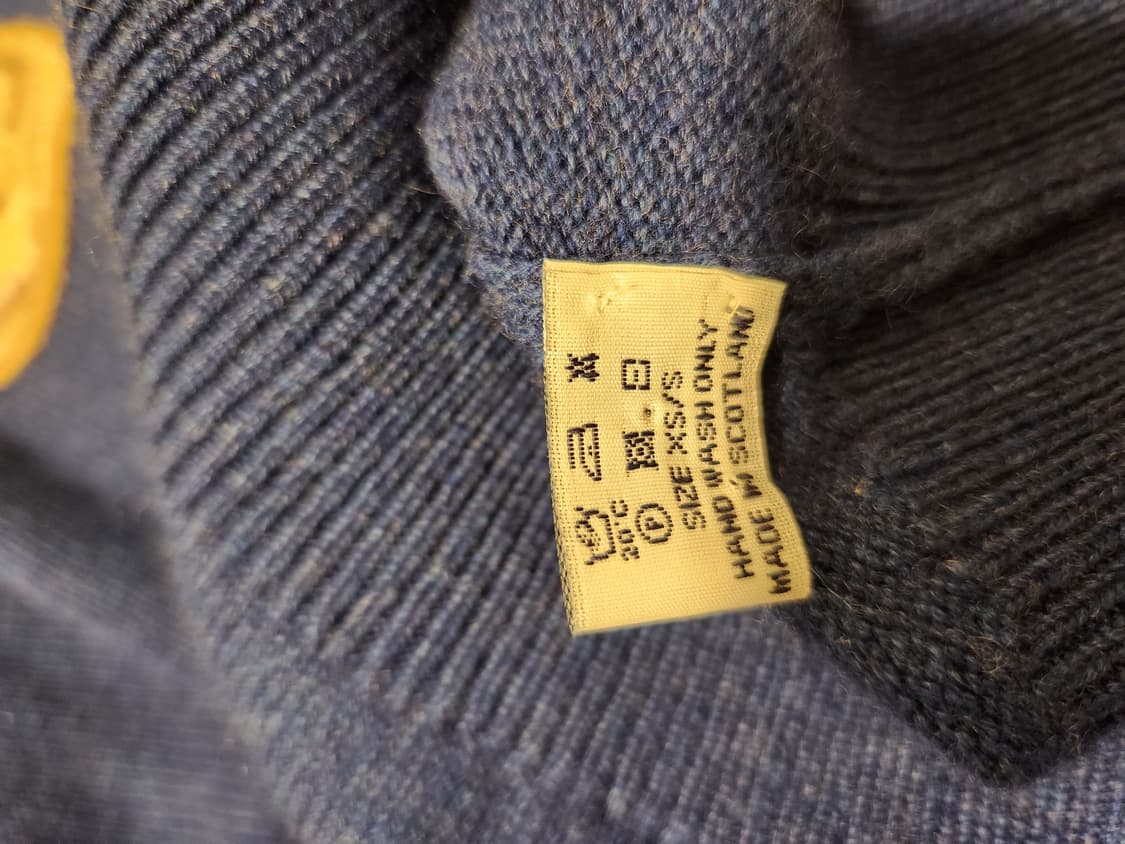 30°C
P
SIZE XS/S
HAND WASH ONLY
MADE IN SCOTLAND